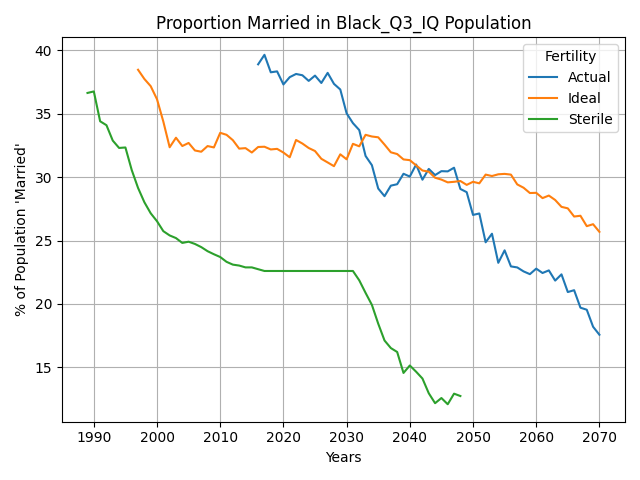 Proportion Married in Black_Q3_IQ Population
% of Population 'Married'
40
35
30
25
20
15
Fertility
Actual
Ideal
Sterile
1990 2000 2010 2020 2030 2040 2050 2060 2070
Years